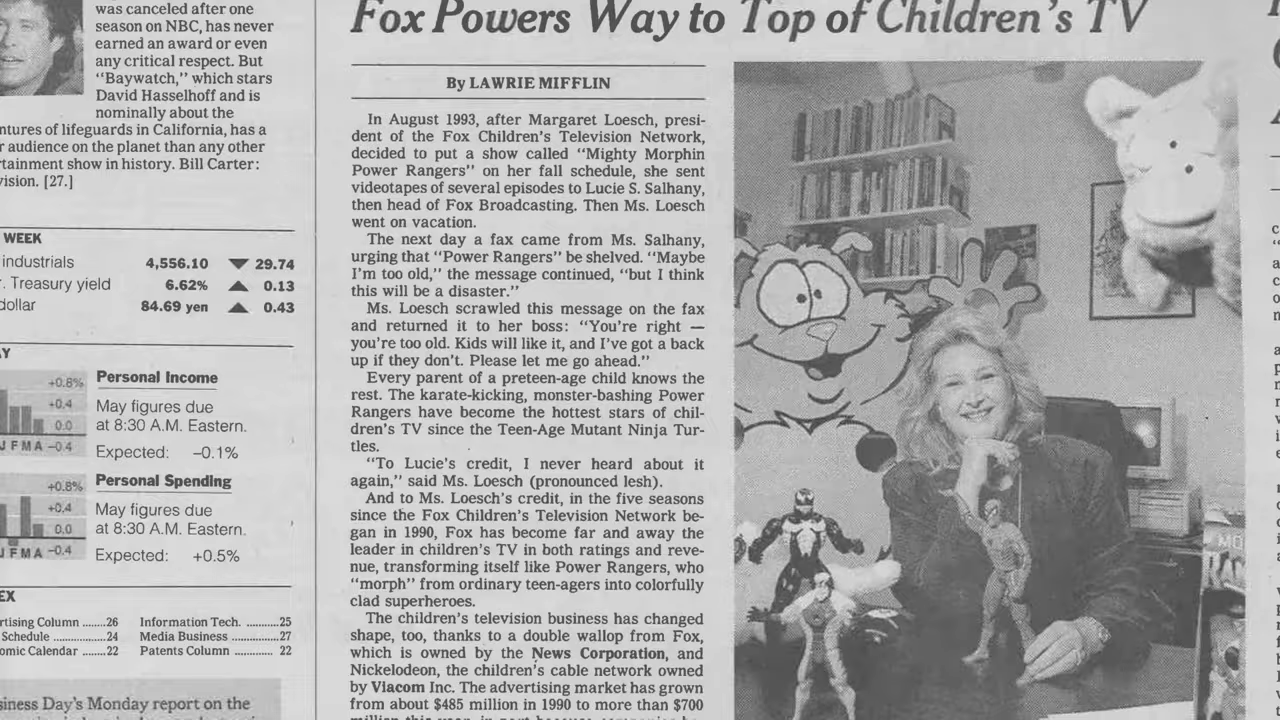 was canceled after one
season on NBC, has never
earned an award or even
any critical respect. But
“Baywatch,” which stars
David Hasselhoff and is
nominally about the
ntures of lifeguards in California, has a
r audience on the planet than any other
rtainment show in history. Bill Carter:
vision. [27.]
WEEK
industrials 4,556.10 ▼ 29.74
r. Treasury yield 6.62% ▲ 0.13
dollar 84.69 yen ▲ 0.43
AY
+0.8%
+0.4
0.0
J F M A –0.4
Personal Income
May figures due
at 8:30 A.M. Eastern.
Expected: –0.1%
+0.8%
+0.4
0.0
J F M A –0.4
Personal Spending
May figures due
at 8:30 A.M. Eastern.
Expected: +0.5%
EX
rtising Column .......26
Schedule ................24
omic Calendar ........22
Information Tech. ...........25
Media Business .............27
Patents Column ............. 22
siness Day’s Monday report on the
Fox Powers Way to Top of Children’s TV
By LAWRIE MIFFLIN
In August 1993, after Margaret Loesch, presi-
dent of the Fox Children’s Television Network,
decided to put a show called “Mighty Morphin
Power Rangers” on her fall schedule, she sent
videotapes of several episodes to Lucie S. Salhany,
then head of Fox Broadcasting. Then Ms. Loesch
went on vacation.
The next day a fax came from Ms. Salhany,
urging that “Power Rangers” be shelved. “Maybe
I’m too old,” the message continued, “but I think
this will be a disaster.”
Ms. Loesch scrawled this message on the fax
and returned it to her boss: “You’re right —
you’re too old. Kids will like it, and I’ve got a back
up if they don’t. Please let me go ahead.”
Every parent of a preteen-age child knows the
rest. The karate-kicking, monster-bashing Power
Rangers have become the hottest stars of chil-
dren’s TV since the Teen-Age Mutant Ninja Tur-
tles.
“To Lucie’s credit, I never heard about it
again,” said Ms. Loesch (pronounced lesh).
And to Ms. Loesch’s credit, in the five seasons
since the Fox Children’s Television Network be-
gan in 1990, Fox has become far and away the
leader in children’s TV in both ratings and reve-
nue, transforming itself like Power Rangers, who
“morph” from ordinary teen-agers into colorfully
clad superheroes.
The children’s television business has changed
shape, too, thanks to a double wallop from Fox,
which is owned by the News Corporation, and
Nickelodeon, the children’s cable network owned
by Viacom Inc. The advertising market has grown
from about $485 million in 1990 to more than $700
million this year, in part because companies